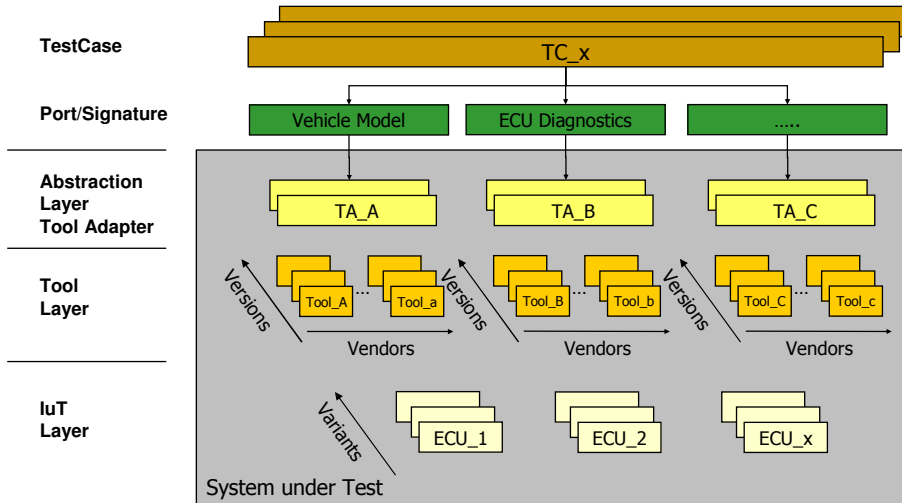 TestCase
TC_x
Port/Signature
Vehicle Model
ECU Diagnostics
.....
Abstraction
Layer
Tool Adapter
TA_A
TA_B
TA_C
Tool
Layer
Versions
Tool_A
...
Tool_a
Vendors
Versions
Tool_B
...
Tool_b
Vendors
Versions
Tool_C
...
Tool_c
Vendors
IuT
Layer
Variants
ECU_1
ECU_2
ECU_x
System under Test